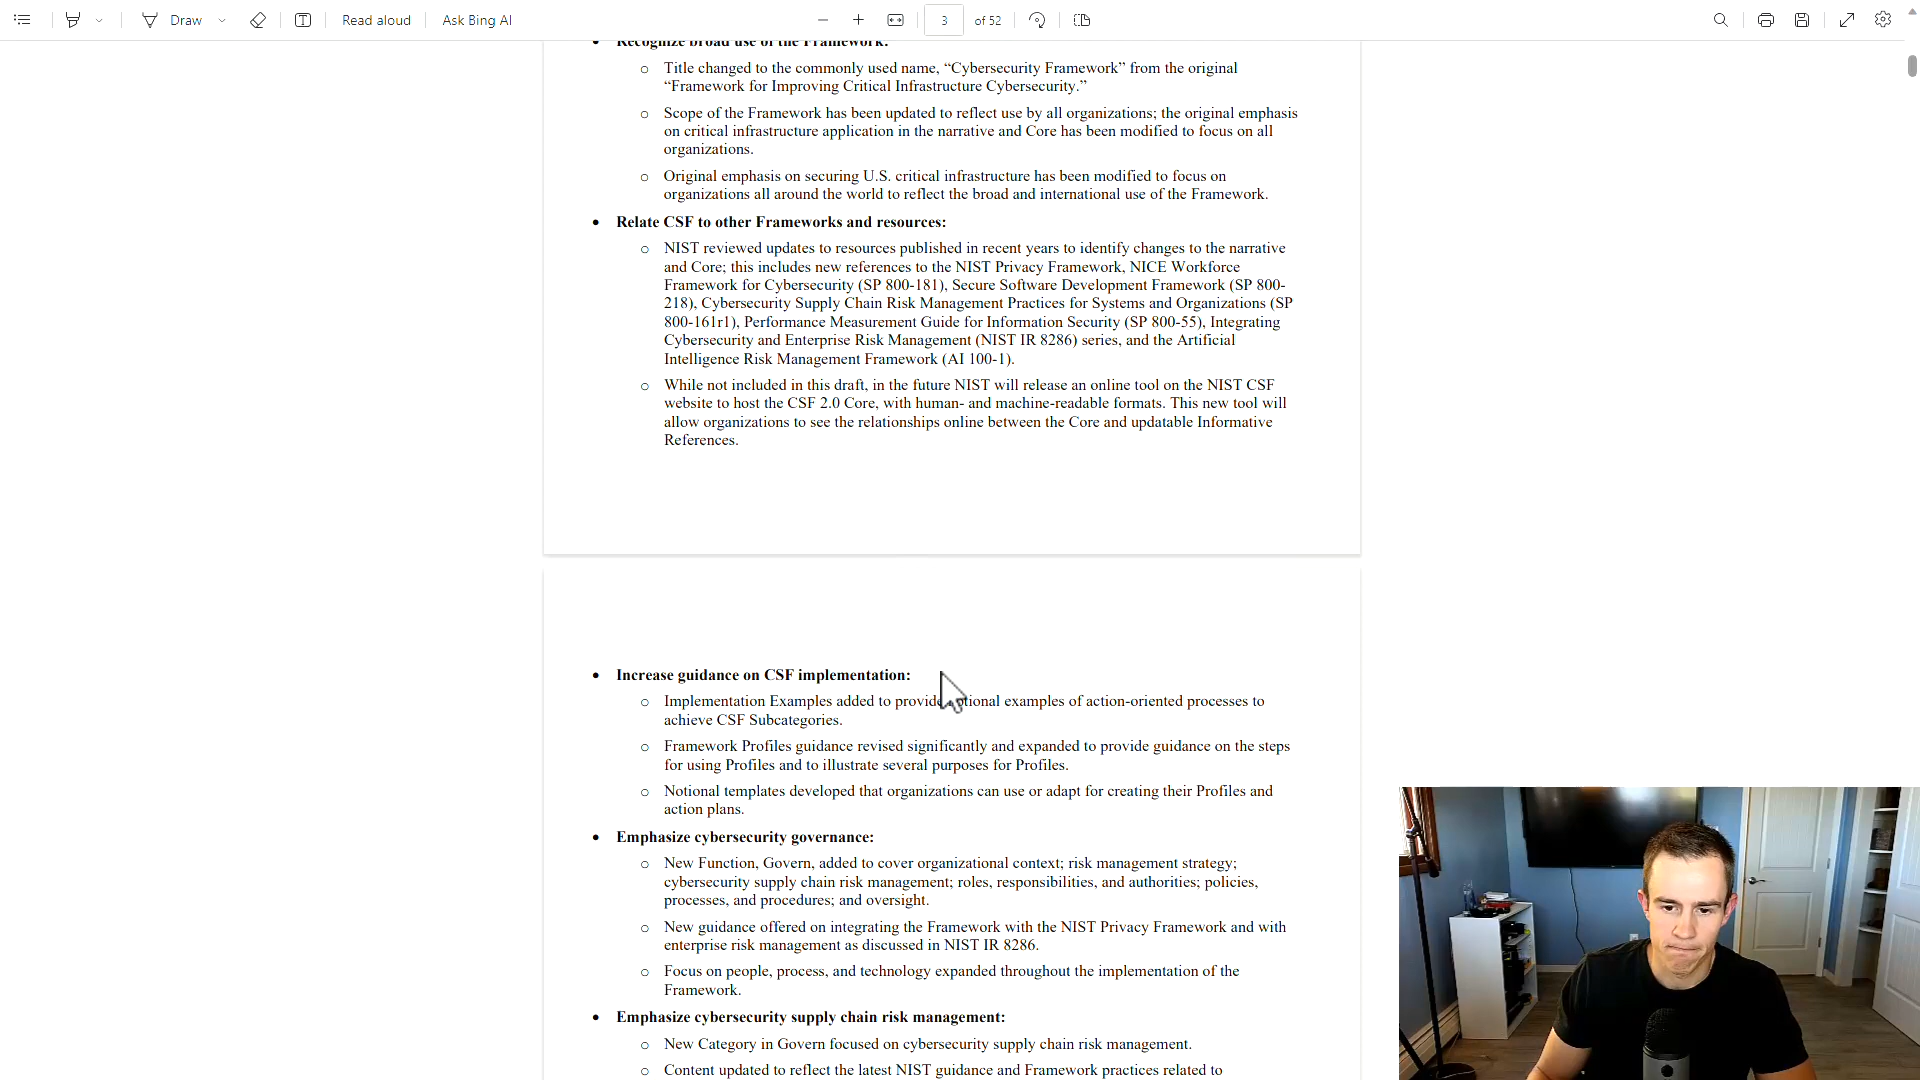 Draw
Read aloud
Ask Bing AI
3
of 52
• Recognize broad use of the Framework:
o Title changed to the commonly used name, “Cybersecurity Framework” from the original
“Framework for Improving Critical Infrastructure Cybersecurity.”
o Scope of the Framework has been updated to reflect use by all organizations; the original emphasis
on critical infrastructure application in the narrative and Core has been modified to focus on all
organizations.
o Original emphasis on securing U.S. critical infrastructure has been modified to focus on
organizations all around the world to reflect the broad and international use of the Framework.
• Relate CSF to other Frameworks and resources:
o NIST reviewed updates to resources published in recent years to identify changes to the narrative
and Core; this includes new references to the NIST Privacy Framework, NICE Workforce
Framework for Cybersecurity (SP 800-181), Secure Software Development Framework (SP 800-
218), Cybersecurity Supply Chain Risk Management Practices for Systems and Organizations (SP
800-161r1), Performance Measurement Guide for Information Security (SP 800-55), Integrating
Cybersecurity and Enterprise Risk Management (NIST IR 8286) series, and the Artificial
Intelligence Risk Management Framework (AI 100-1).
o While not included in this draft, in the future NIST will release an online tool on the NIST CSF
website to host the CSF 2.0 Core, with human- and machine-readable formats. This new tool will
allow organizations to see the relationships online between the Core and updatable Informative
References.
• Increase guidance on CSF implementation:
o Implementation Examples added to provide notional examples of action-oriented processes to
achieve CSF Subcategories.
o Framework Profiles guidance revised significantly and expanded to provide guidance on the steps
for using Profiles and to illustrate several purposes for Profiles.
o Notional templates developed that organizations can use or adapt for creating their Profiles and
action plans.
• Emphasize cybersecurity governance:
o New Function, Govern, added to cover organizational context; risk management strategy;
cybersecurity supply chain risk management; roles, responsibilities, and authorities; policies,
processes, and procedures; and oversight.
o New guidance offered on integrating the Framework with the NIST Privacy Framework and with
enterprise risk management as discussed in NIST IR 8286.
o Focus on people, process, and technology expanded throughout the implementation of the
Framework.
• Emphasize cybersecurity supply chain risk management:
o New Category in Govern focused on cybersecurity supply chain risk management.
o Content updated to reflect the latest NIST guidance and Framework practices related to